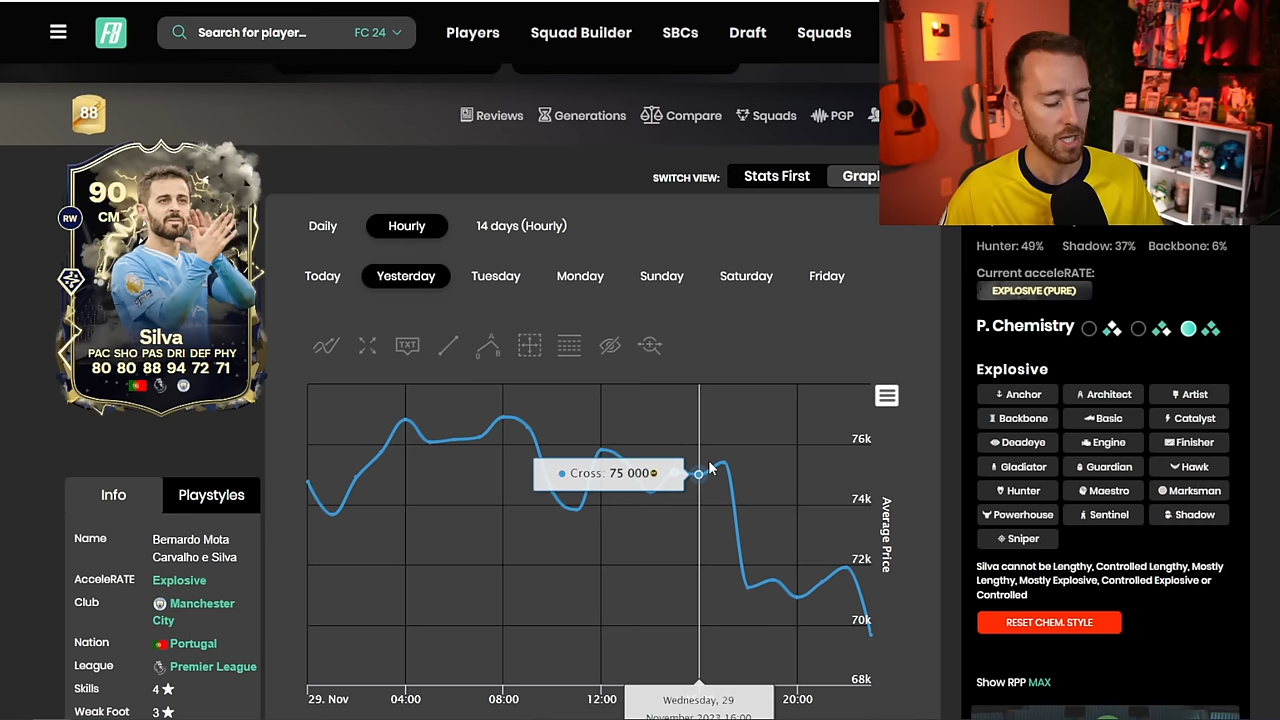 FB
Search for player...
FC 24
Players
Squad Builder
SBCs
Draft
Squads
88
Reviews
Generations
Compare
Squads
PGP
90
CM
RW
Silva
PAC SHO PAS DRI DEF PHY
80 80 88 94 72 71
SWITCH VIEW:
Stats First
Daily
Hourly
14 days (Hourly)
Today
Yesterday
Tuesday
Monday
Sunday
Saturday
Friday
TXT
A
B
0
Cross: 75 000
76k
74k
72k
70k
68k
Average Price
29. Nov
04:00
08:00
12:00
20:00
Wednesday, 29
November 2023 16:00
Info
Playstyles
Name
Bernardo Mota
Carvalho e Silva
AcceleRATE
Explosive
Club
Manchester
City
Nation
Portugal
League
Premier League
Skills
4
Weak Foot
3
Hunter: 49%
Shadow: 37%
Backbone: 6%
Current acceleRATE:
EXPLOSIVE (PURE)
P. Chemistry
Explosive
Anchor
Architect
Artist
Backbone
Basic
Catalyst
Deadeye
Engine
Finisher
Gladiator
Guardian
Hawk
Hunter
Maestro
Marksman
Powerhouse
Sentinel
Shadow
Sniper
Silva cannot be Lengthy, Controlled Lengthy, Mostly
Lengthy, Mostly Explosive, Controlled Explosive or
Controlled
RESET CHEM. STYLE
Show RPP MAX